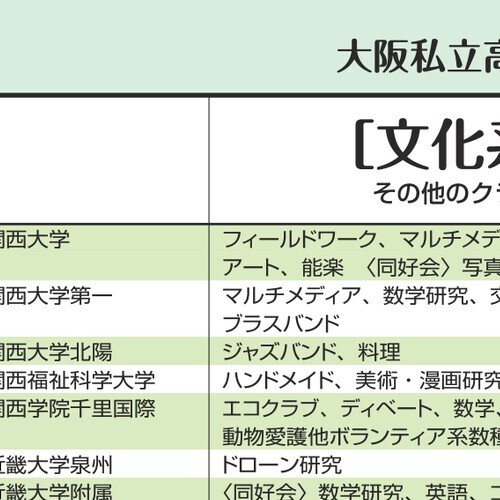 大阪私立高
[文化系
その他のクラ
関西大学
フィールドワーク、マルチメデ
アート、能楽 〈同好会〉写真
関西大学第一
マルチメディア、数学研究、交
ブラスバンド
関西大学北陽
ジャズバンド、料理
関西福祉科学大学
ハンドメイド、美術・漫画研究
関西学院千里国際
エコクラブ、ディベート、数学、
動物愛護他ボランティア系数種
近畿大学泉州
ドローン研究
近畿大学附属
〈同好会〉数学研究、英語、